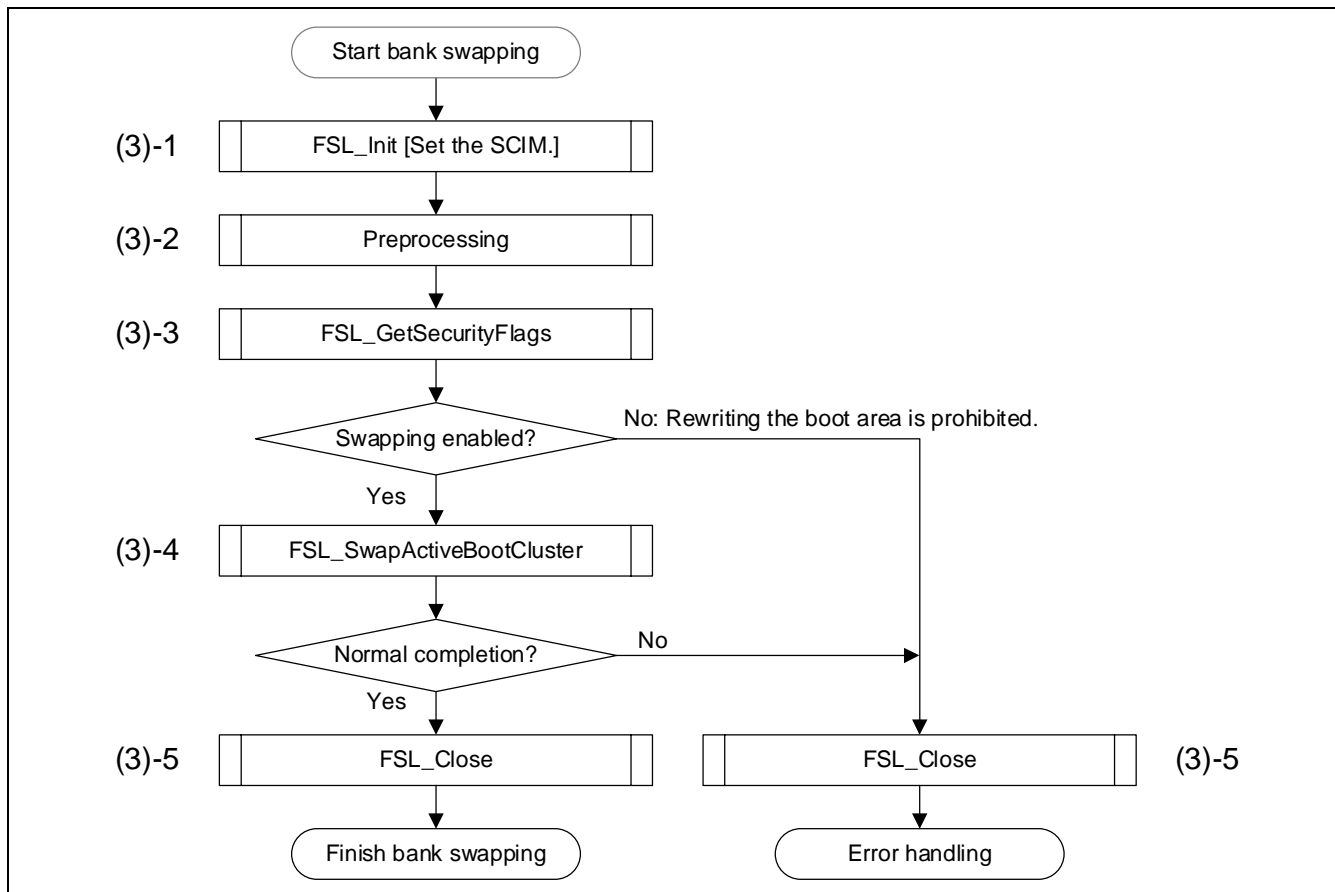 Start bank swapping
(3)-1
FSL_Init [Set the SCIM.]
(3)-2
Preprocessing
(3)-3
FSL_GetSecurityFlags
Swapping enabled?
No: Rewriting the boot area is prohibited.
Yes
(3)-4
FSL_SwapActiveBootCluster
Normal completion?
No
Yes
(3)-5
FSL_Close
FSL_Close
(3)-5
Finish bank swapping
Error handling